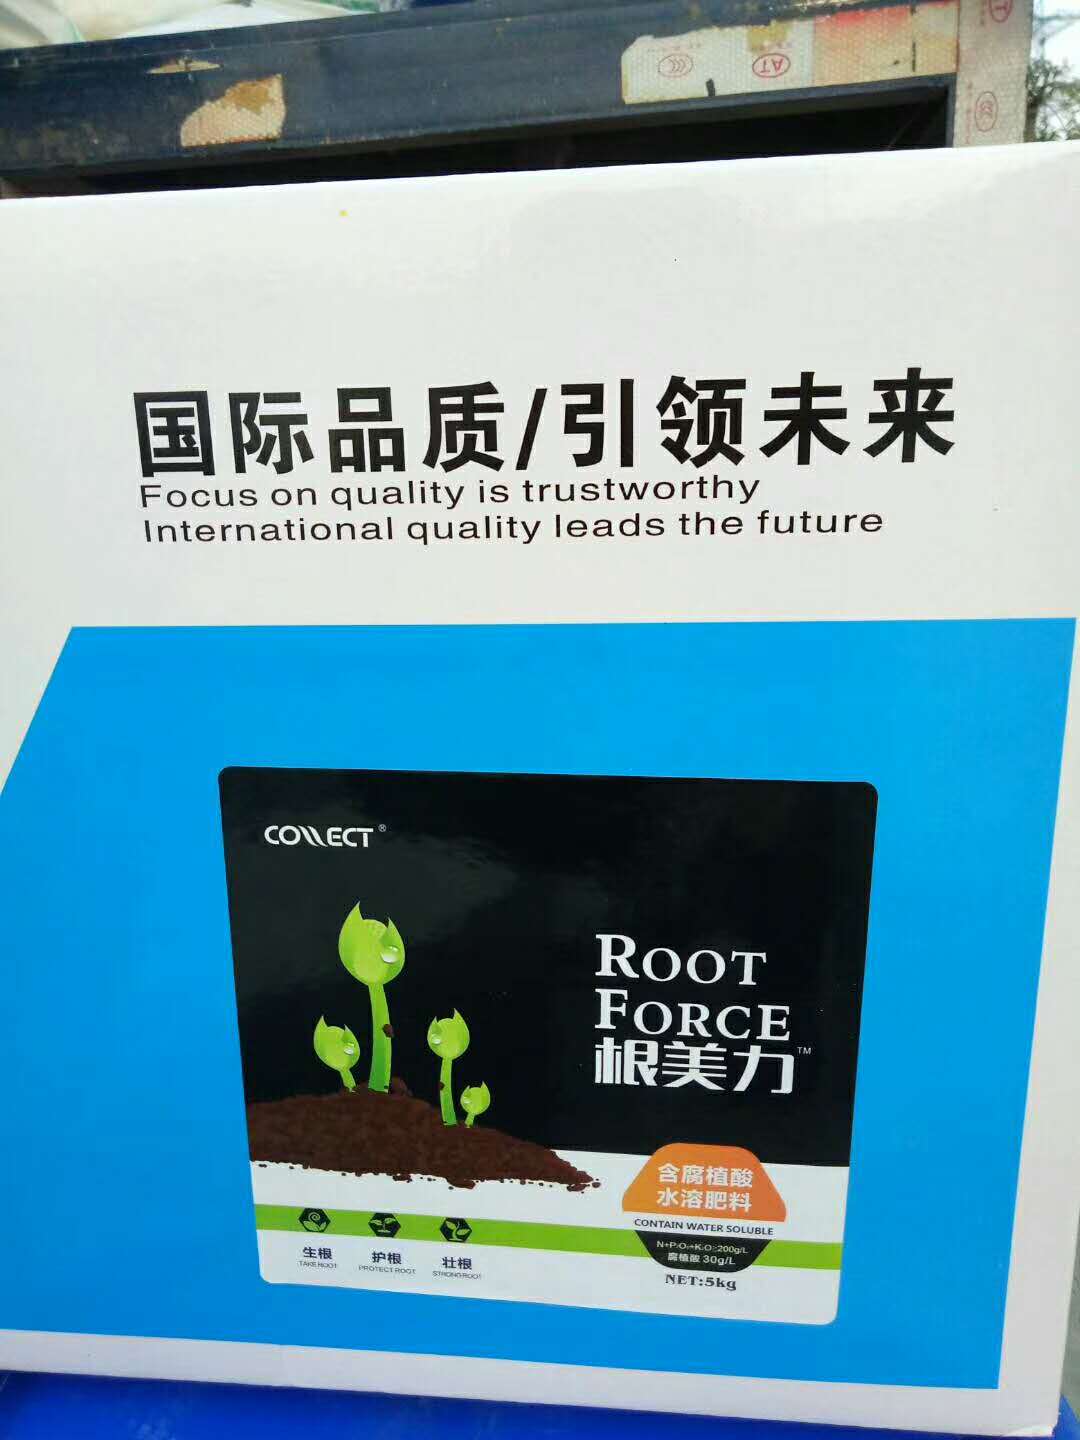 国际品质/引领未来
Focus on quality is trustworthy
International quality leads the future
COLLECT®
ROOT
FORCE
根美力™
含腐植酸
水溶肥料
CONTAIN WATER SOLUBLE
N+P₂O₅+K₂O≥200g/L
腐植酸 30g/L
NET:5kg
生根
TAKE ROOT
护根
PROTECT ROOT
壮根
STRONG ROOT